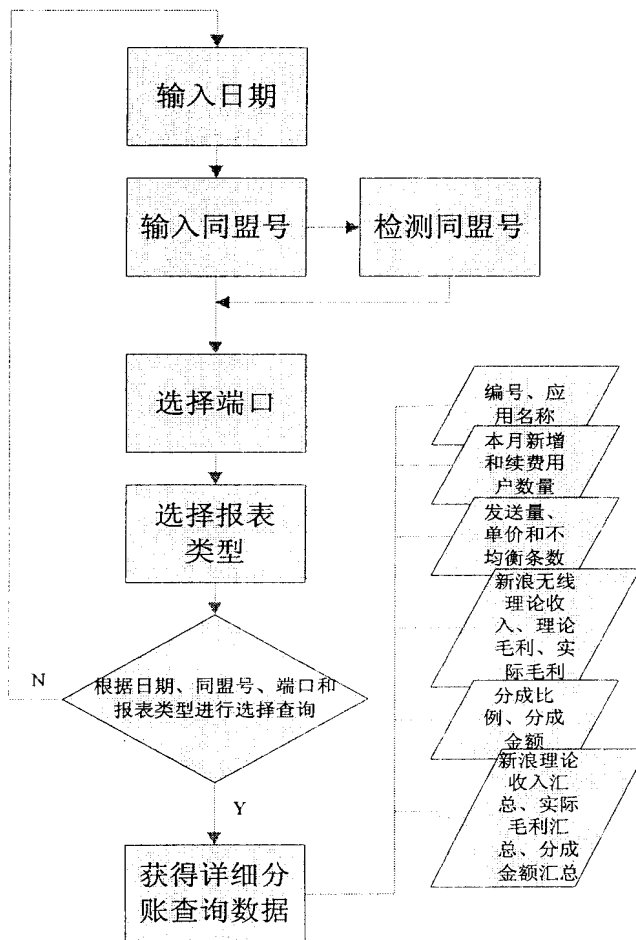 输入日期
输入同盟号
检测同盟号
选择端口
选择报表
类型
根据日期、同盟号、端口和
报表类型进行选择查询
N
Y
获得详细分
账查询数据
编号、应
用名称
本月新增
和续费用
户数量
发送量、
单价和不
均衡条数
新浪无线
理论收
入、理论
毛利、实
际毛利
分成比
例、分成
金额
新浪理论
收入汇
总、实际
毛利汇
总、分成
金额汇总